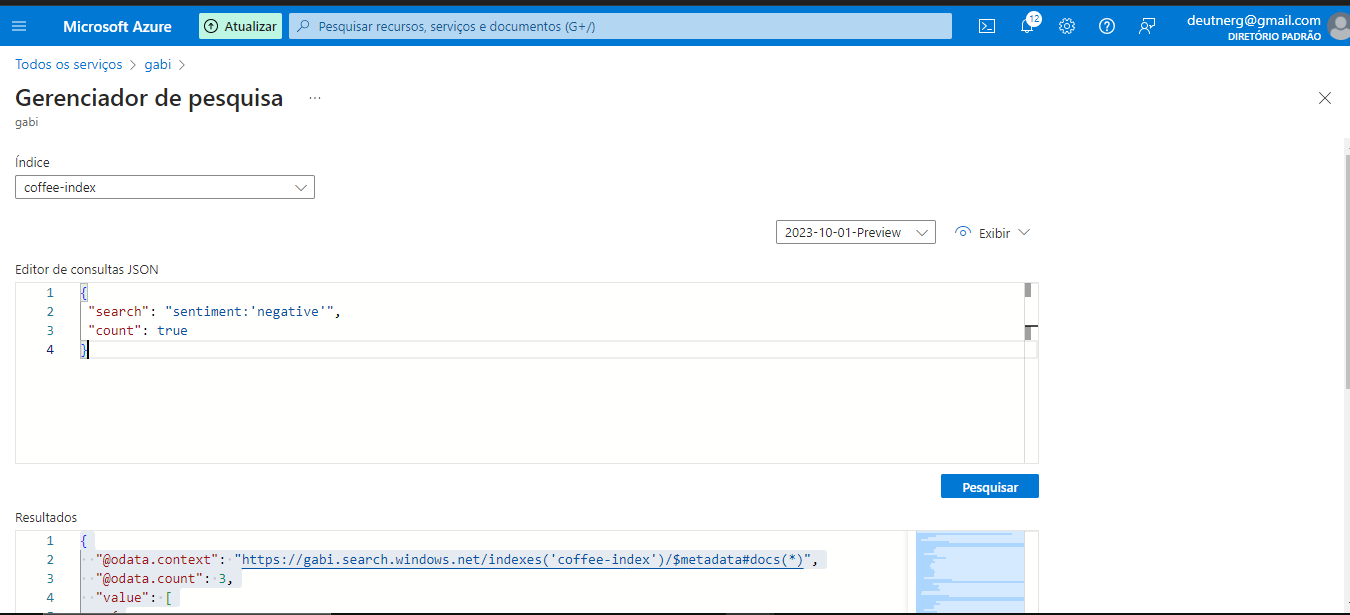 Microsoft Azure
Atualizar
Pesquisar recursos, serviços e documentos (G+/)
12
deutnerg@gmail.com
DIRETÓRIO PADRÃO
Todos os serviços > gabi >
Gerenciador de pesquisa ...
gabi
Índice
coffee-index
2023-10-01-Preview
Exibir
Editor de consultas JSON
1 {
2 "search": "sentiment:'negative'",
3 "count": true
4 }
Pesquisar
Resultados
1 {
2 "@odata.context": "https://gabi.search.windows.net/indexes('coffee-index')/$metadata#docs(*)",
3 "@odata.count": 3,
4 "value": [